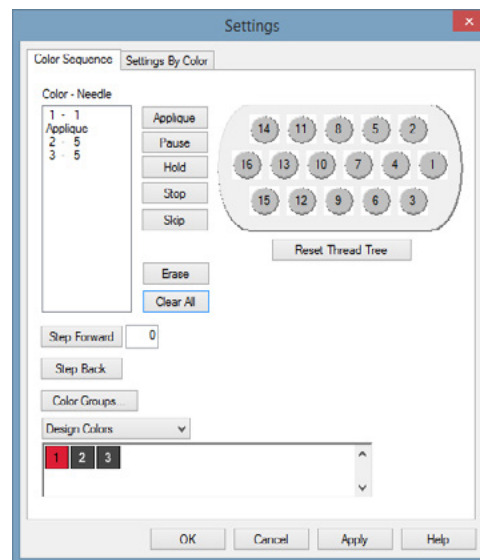 Settings
Color Sequence
Settings By Color
Color - Needle
1 - 1
Applique
2 - 5
3 - 5
Applique
Pause
Hold
Stop
Skip
Erase
Clear All
14 11 8 5 2
16 13 10 7 4 1
15 12 9 6 3
Reset Thread Tree
Step Forward 0
Step Back
Color Groups...
Design Colors
1 2 3
OK Cancel Apply Help